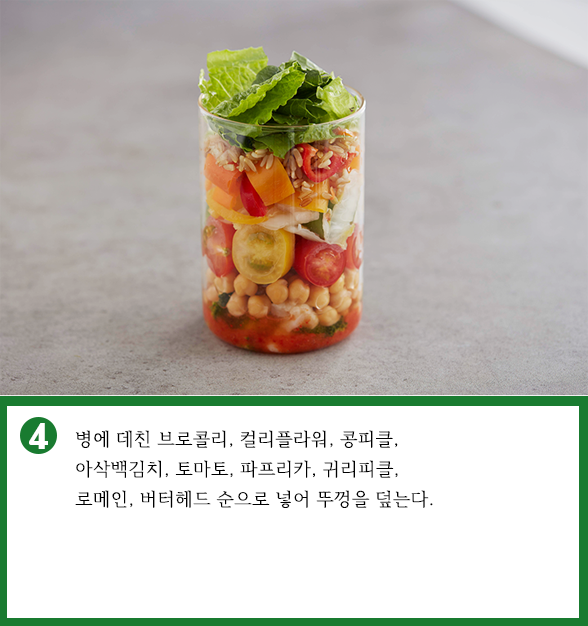 4
병에 데친 브로콜리, 컬리플라워, 콩피클,
아삭백김치, 토마토, 파프리카, 귀리피클,
로메인, 버터헤드 순으로 넣어 뚜껑을 덮는다.